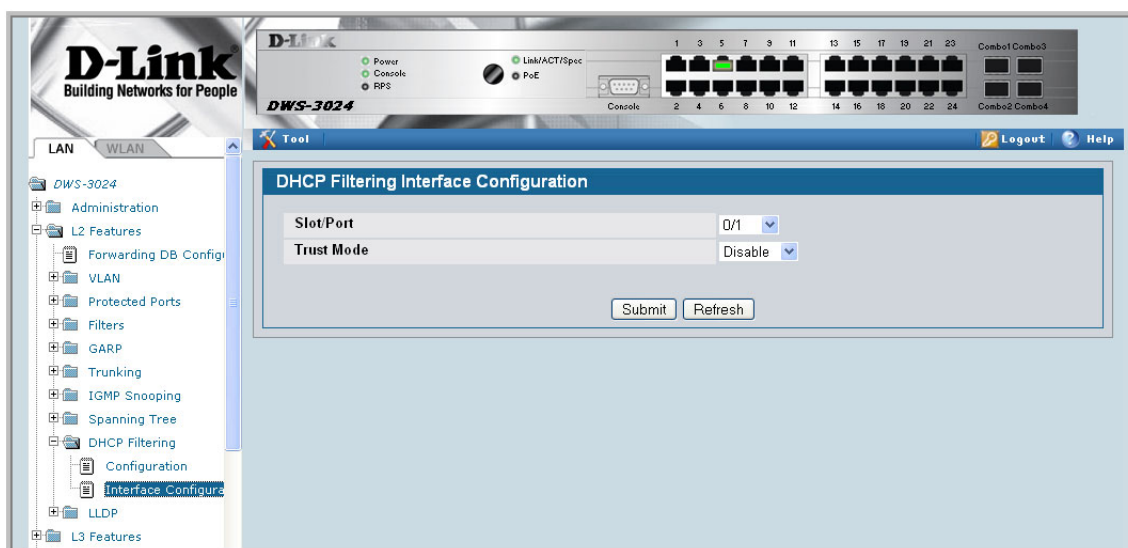 D-Link
Building Networks for People
D-Link
Power
Console
RPS
Link/ACT/Spec
PoE
Console
DWS-3024
1 3 5 7 9 11 13 15 17 19 21 23
Combo1 Combo3
2 4 6 8 10 12 14 16 18 20 22 24
Combo2 Combo4
LAN
WLAN
Tool
Logout
Help
DWS-3024
Administration
L2 Features
Forwarding DB Config
VLAN
Protected Ports
Filters
GARP
Trunking
IGMP Snooping
Spanning Tree
DHCP Filtering
Configuration
Interface Configura
LLDP
L3 Features
DHCP Filtering Interface Configuration
Slot/Port
0/1
Trust Mode
Disable
Submit
Refresh